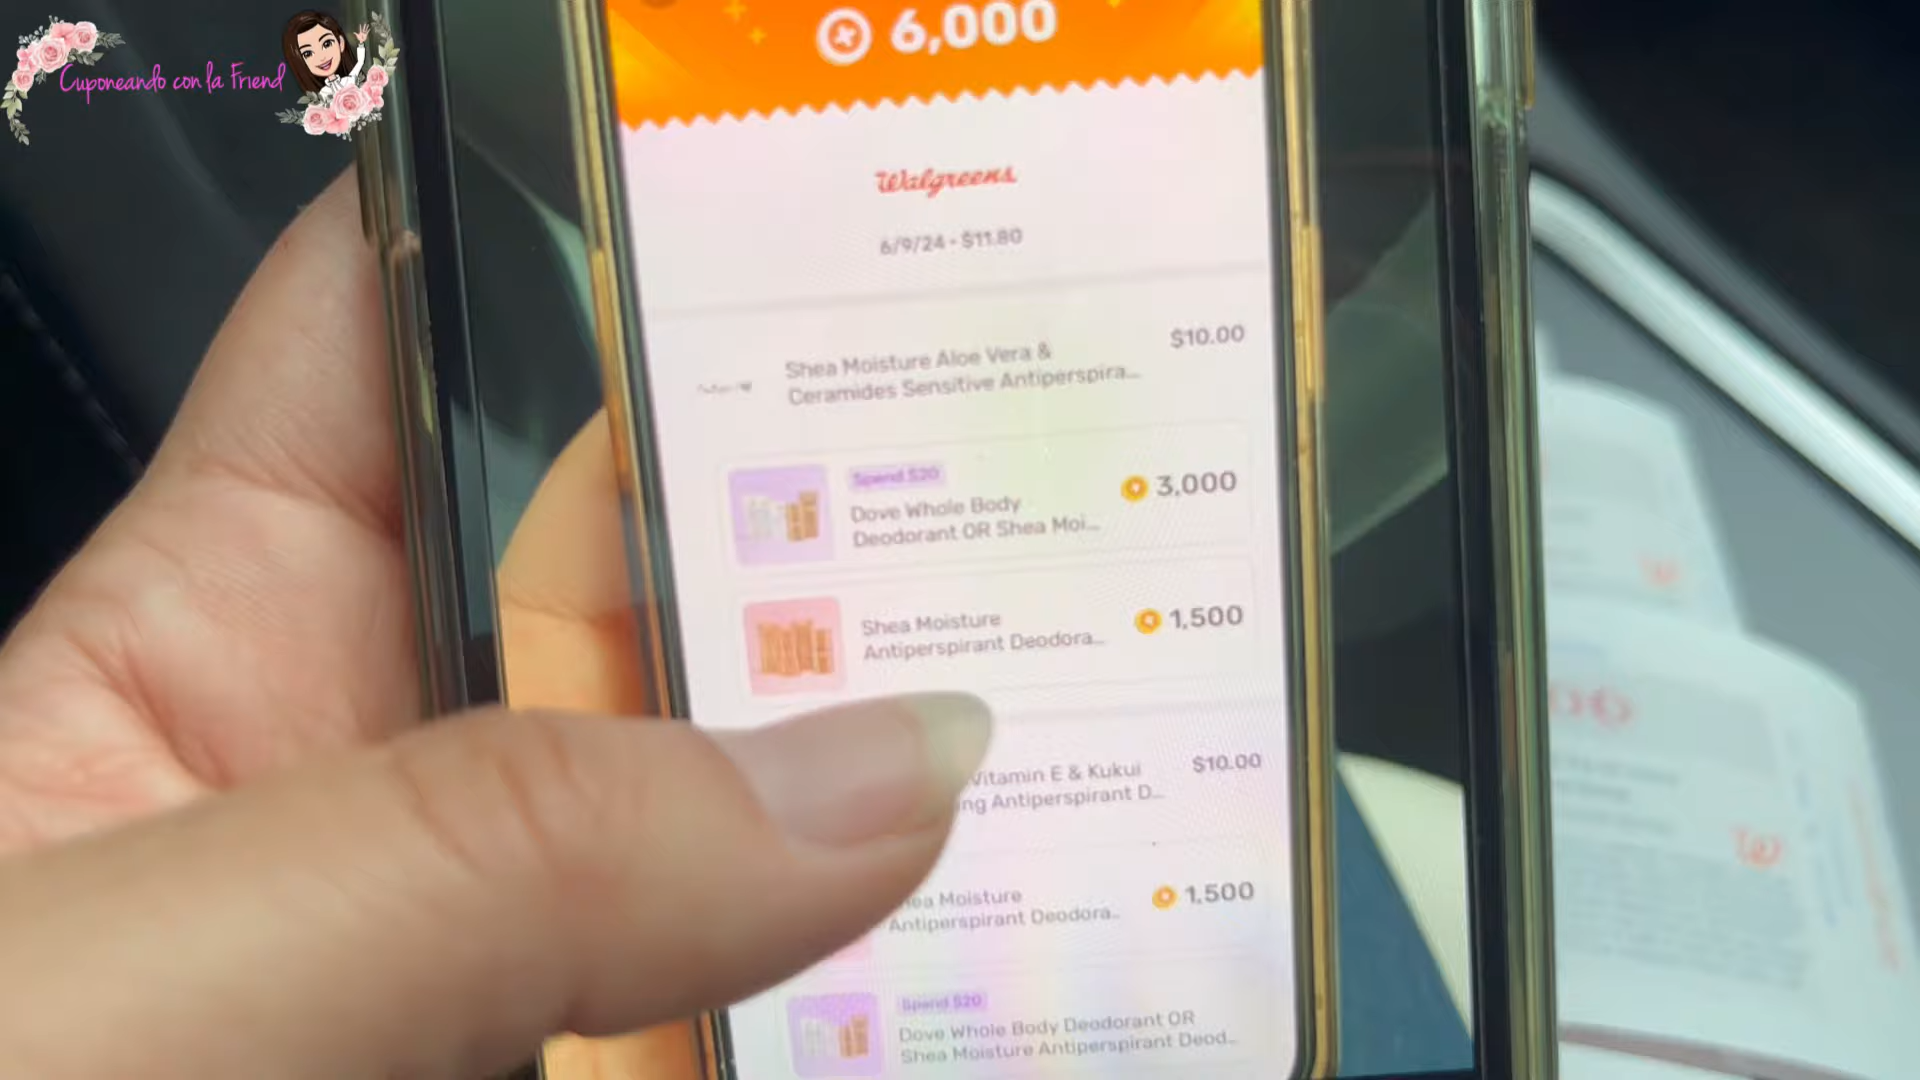 Cuponeando con la Friend
6,000
Walgreens
6/9/24 - $11.80
Shea Moisture Aloe Vera &
Ceramides Sensitive Antiperspira...
$10.00
Spend $20
Dove Whole Body
Deodorant OR Shea Moi...
3,000
Shea Moisture
Antiperspirant Deodora...
1,500
Vitamin E & Kukui
ng Antiperspirant D...
$10.00
ea Moisture
Antiperspirant Deodora...
1,500
Spend $20
Dove Whole Body Deodorant OR
Shea Moisture Antiperspirant Deod...